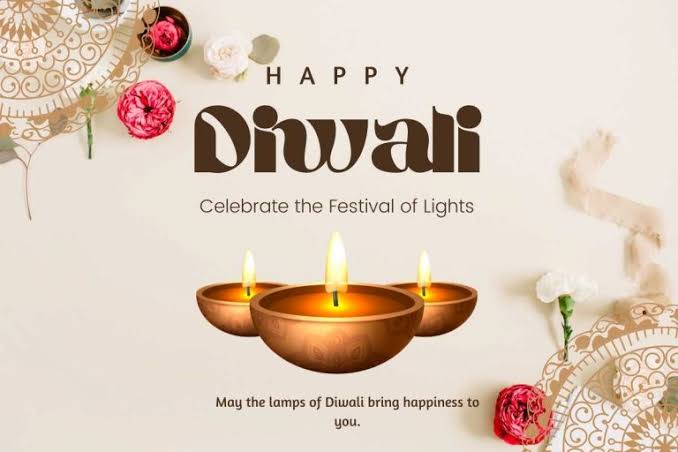 HAPPY
Diwali
Celebrate the Festival of Lights
May the lamps of Diwali bring happiness to
you.